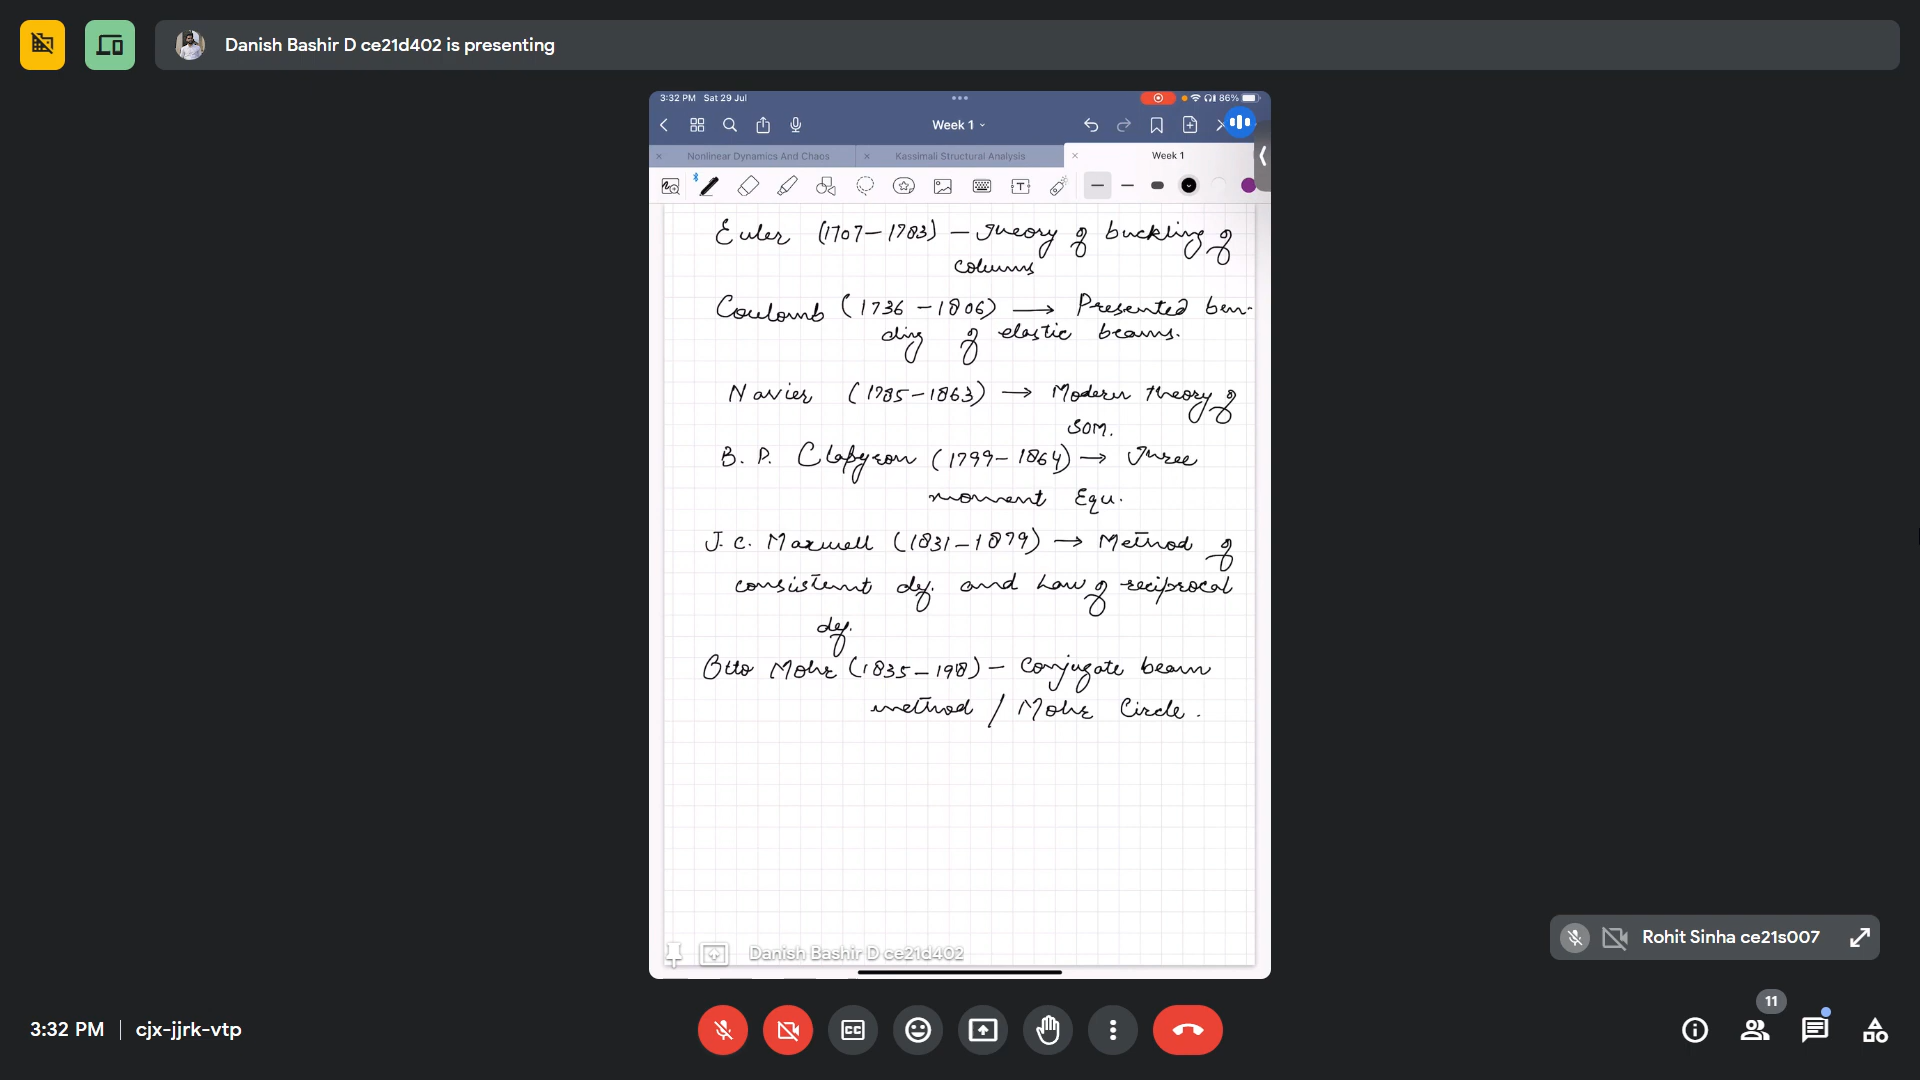 Danish Bashir D ce21d402 is presenting
3:32 PM Sat 29 Jul
86%
Week 1
Nonlinear Dynamics And Chaos
Kassimali Structural Analysis
Week 1
Euler (1707-1783) - Theory of buckling of
columns
Coulomb (1736-1806) → Presented ben-
ding of elastic beams.
Navier (1785-1863) → Modern theory of
SOM.
B. P. Clapyron (1799-1864) → Three
moment Equ.
J. C. Maxwell (1831-1879) → Method of
consistent def. and Law of reciprocal
def.
Otto Mohr (1835-1918) - Conjugate beam
method / Mohr Circle.
Danish Bashir D ce21d402
Rohit Sinha ce21s007
3:32 PM | cjx-jjrk-vtp
11